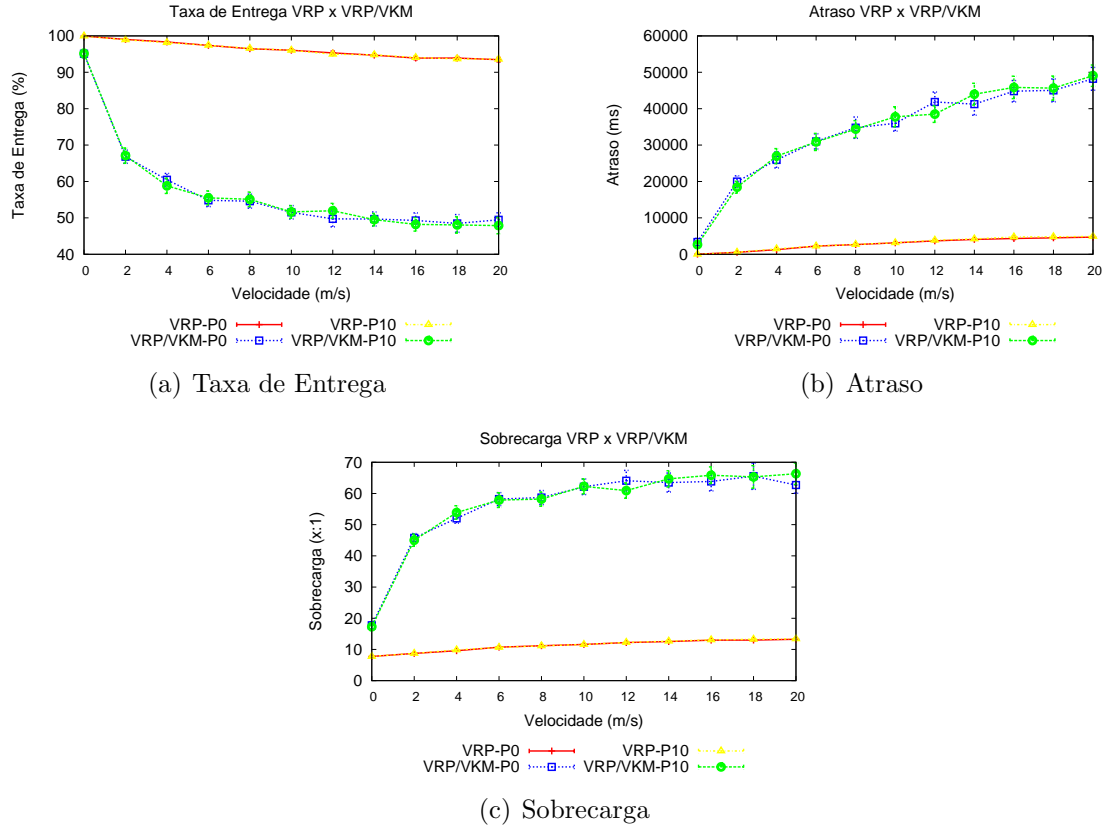 Taxa de Entrega VRP x VRP/VKM
100
90
80
70
60
50
40
Taxa de Entrega (%)
0 2 4 6 8 10 12 14 16 18 20
Velocidade (m/s)
VRP-P0 VRP-P10
VRP/VKM-P0 VRP/VKM-P10
(a) Taxa de Entrega
Atraso VRP x VRP/VKM
60000
50000
40000
30000
20000
10000
0
Atraso (ms)
0 2 4 6 8 10 12 14 16 18 20
Velocidade (m/s)
VRP-P0 VRP-P10
VRP/VKM-P0 VRP/VKM-P10
(b) Atraso
Sobrecarga VRP x VRP/VKM
70
60
50
40
30
20
10
0
Sobrecarga (x:1)
0 2 4 6 8 10 12 14 16 18 20
Velocidade (m/s)
VRP-P0 VRP-P10
VRP/VKM-P0 VRP/VKM-P10
(c) Sobrecarga